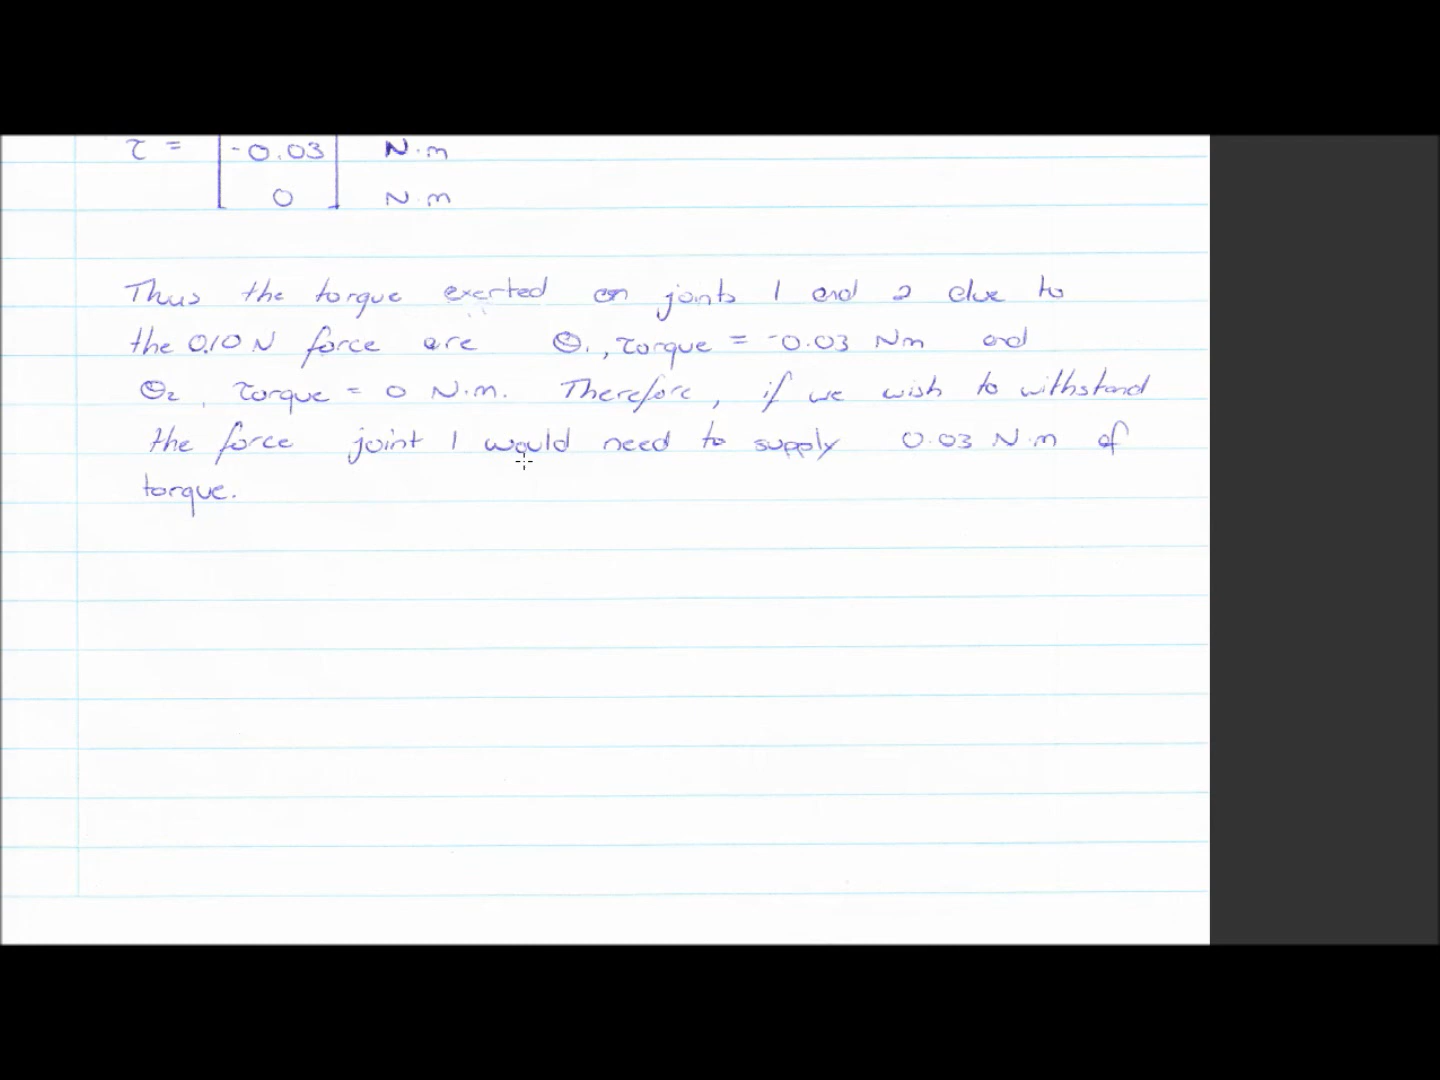 τ = [-0.03] N·m
[0] N·m
Thus the torque exerted on joints 1 and 2 due to
the 0.10 N force are θ₁, torque = -0.03 Nm and
θ₂, torque = 0 N.m. Therefore, if we wish to withstand
the force joint 1 would need to supply 0.03 N·m of
torque.